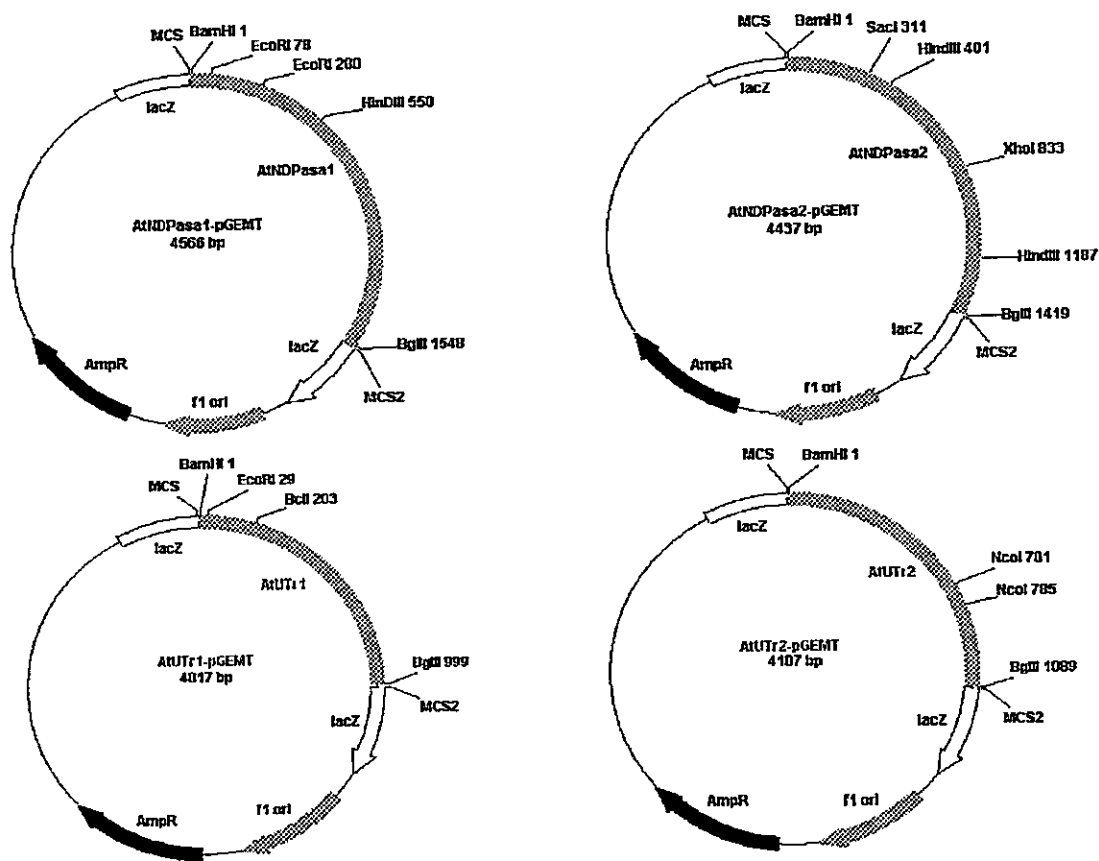 MCS
BamHI 1
EcoRI 78
EcoRI 280
HinDIII 550
lacZ
AtNDPasa1
AtNDPasa1-pGEMT
4566 bp
lacZ
BglII 1548
MCS2
AmpR
f1 ori
MCS
BamHI 1
SacI 311
HindIII 401
lacZ
AtNDPasa2
XhoI 833
AtNDPasa2-pGEMT
4437 bp
HindIII 1187
lacZ
BglII 1419
MCS2
AmpR
f1 ori
BamHI 1
MCS
EcoRI 29
BclI 203
lacZ
AtUTr1
AtUTr1-pGEMT
4017 bp
BglII 999
MCS2
lacZ
AmpR
f1 ori
MCS
BamHI 1
lacZ
AtUTr2
NcoI 701
NcoI 785
AtUTr2-pGEMT
4107 bp
BglII 1089
MCS2
lacZ
AmpR
f1 ori